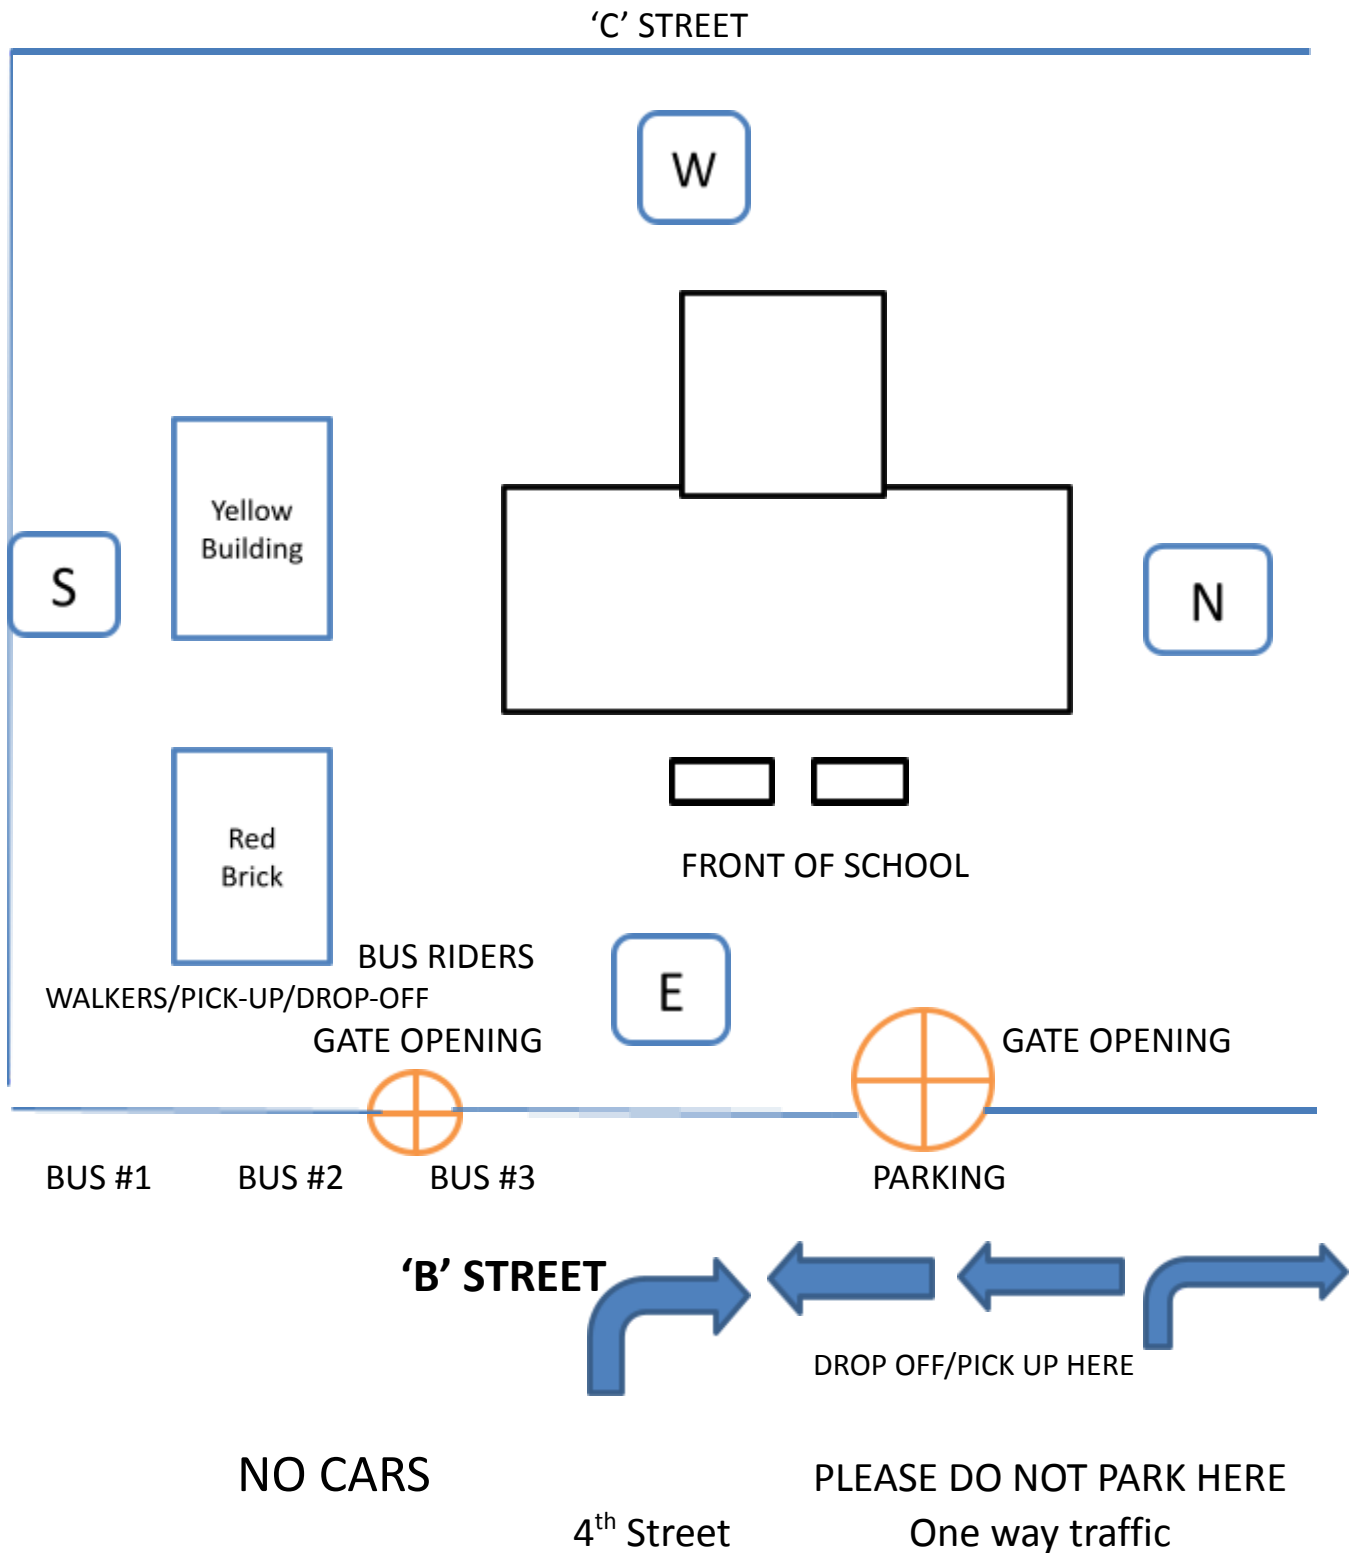 ‘C’ STREET
W
Yellow
Building
S
N
Red
Brick
FRONT OF SCHOOL
BUS RIDERS
E
WALKERS/PICK-UP/DROP-OFF
GATE OPENING
GATE OPENING
BUS #1
BUS #2
BUS #3
PARKING
‘B’ STREET
DROP OFF/PICK UP HERE
NO CARS
PLEASE DO NOT PARK HERE
4th Street
One way traffic